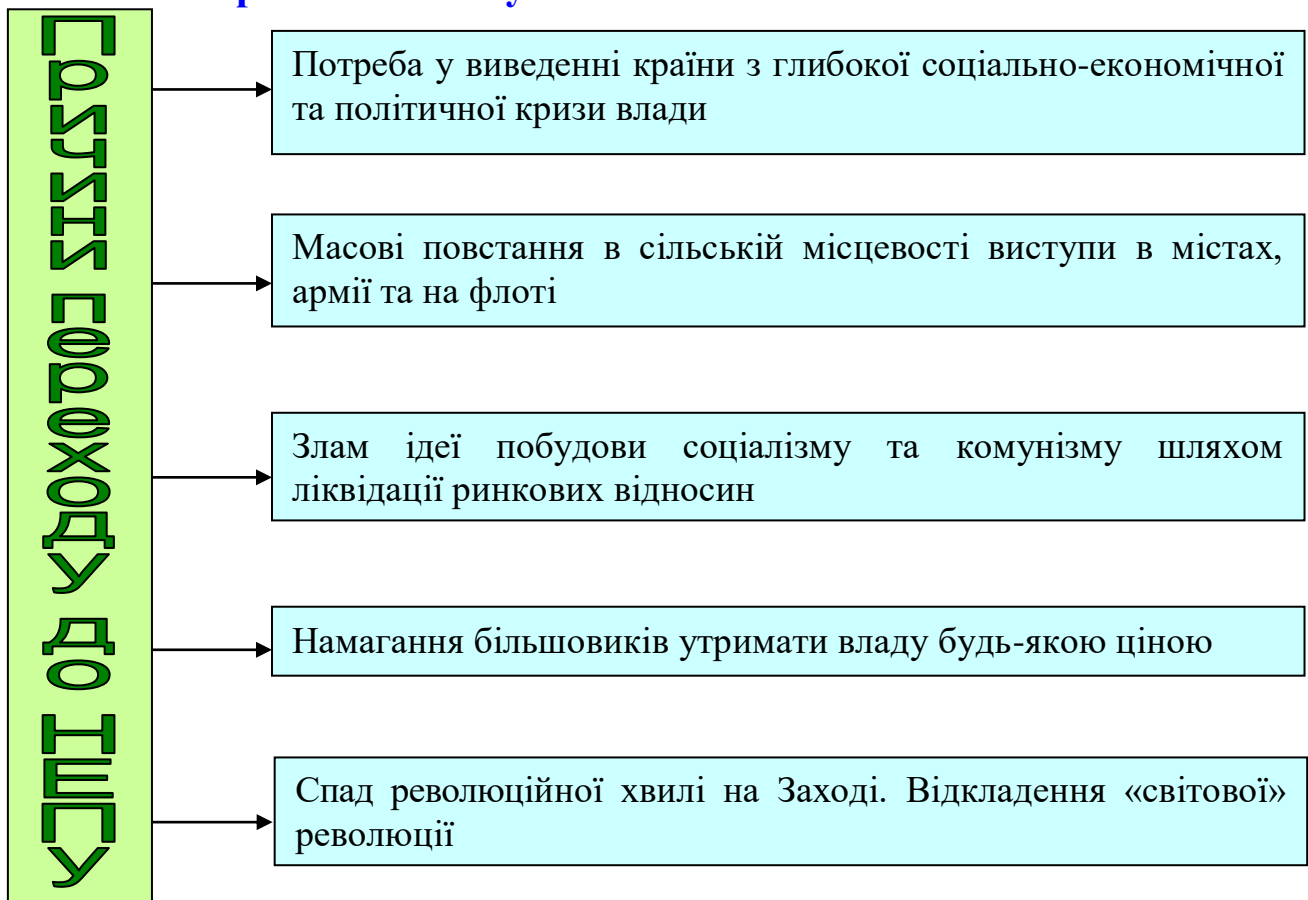 Причини переходу до НЕПУ
Потреба у виведенні країни з глибокої соціально-економічної
та політичної кризи влади
Масові повстання в сільській місцевості виступи в містах,
армії та на флоті
Злам ідеї побудови соціалізму та комунізму шляхом
ліквідації ринкових відносин
Намагання більшовиків утримати владу будь-якою ціною
Спад революційної хвилі на Заході. Відкладення «світової»
революції